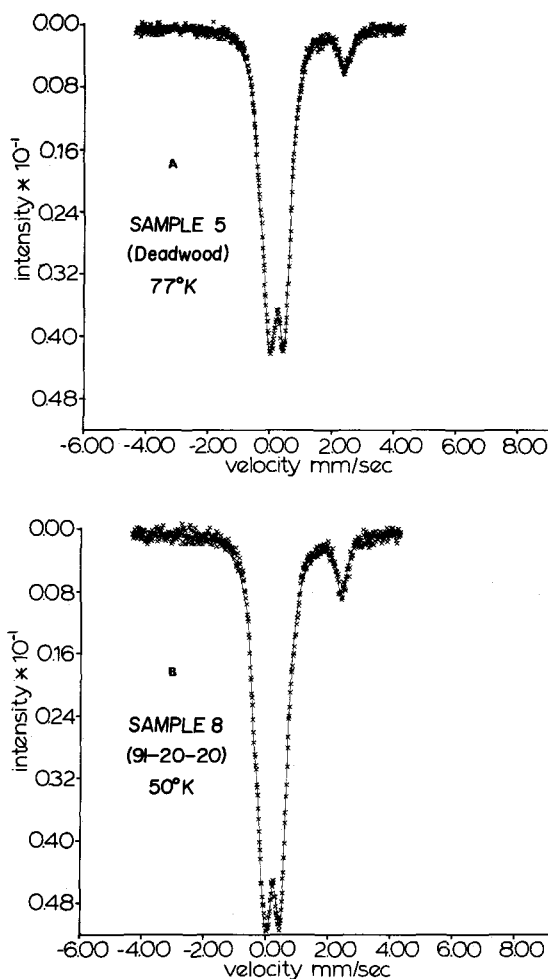 0.00
0.08
0.16
0.24
0.32
0.40
0.48
intensity * 10⁻¹
A
SAMPLE 5
(Deadwood)
77°K
-6.00 -4.00 -2.00 0.00 2.00 4.00 6.00 8.00
velocity mm/sec
0.00
0.08
0.16
0.24
0.32
0.40
0.48
intensity * 10⁻¹
B
SAMPLE 8
(91-20-20)
50°K
-6.00 -4.00 -2.00 0.00 2.00 4.00 6.00 8.00
velocity mm/sec